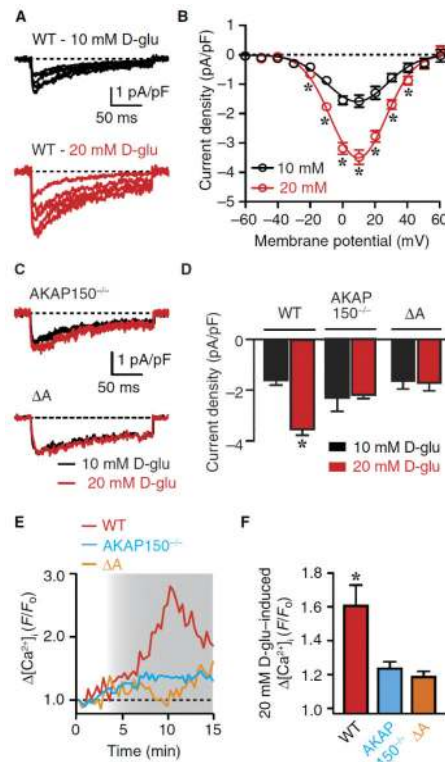 A
WT - 10 mM D-glu
1 pA/pF
50 ms
WT - 20 mM D-glu
B
Current density (pA/pF)
0
-1
-2
-3
-4
-5
10 mM
20 mM
* * * * * * *
-60 -40 -20 0 20 40 60
Membrane potential (mV)
C
AKAP150–/–
1 pA/pF
50 ms
ΔA
10 mM D-glu
20 mM D-glu
D
WT
AKAP
150–/–
ΔA
Current density (pA/pF)
0
−2
−4
*
10 mM D-glu
20 mM D-glu
E
WT
AKAP150–/–
ΔA
Δ[Ca2+]i (F/F0)
3.0
2.0
1.0
0 5 10 15
Time (min)
F
20 mM D-glu–induced
Δ[Ca2+]i (F/F0)
1.6
1.4
1.2
1.0
*
WT
AKAP
150–/–
ΔA